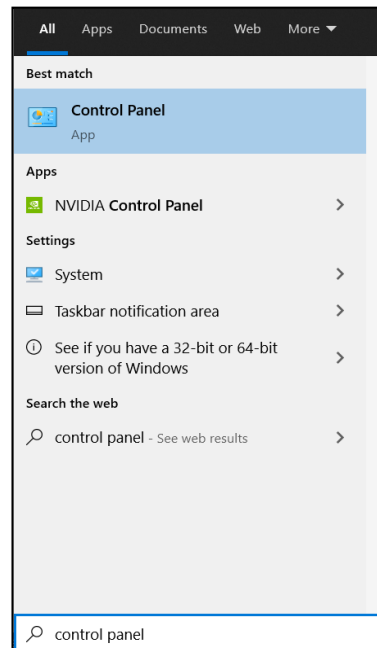 All Apps Documents Web More
Best match
Control Panel
App
Apps
NVIDIA Control Panel
Settings
System
Taskbar notification area
See if you have a 32-bit or 64-bit
version of Windows
Search the web
control panel - See web results
control panel